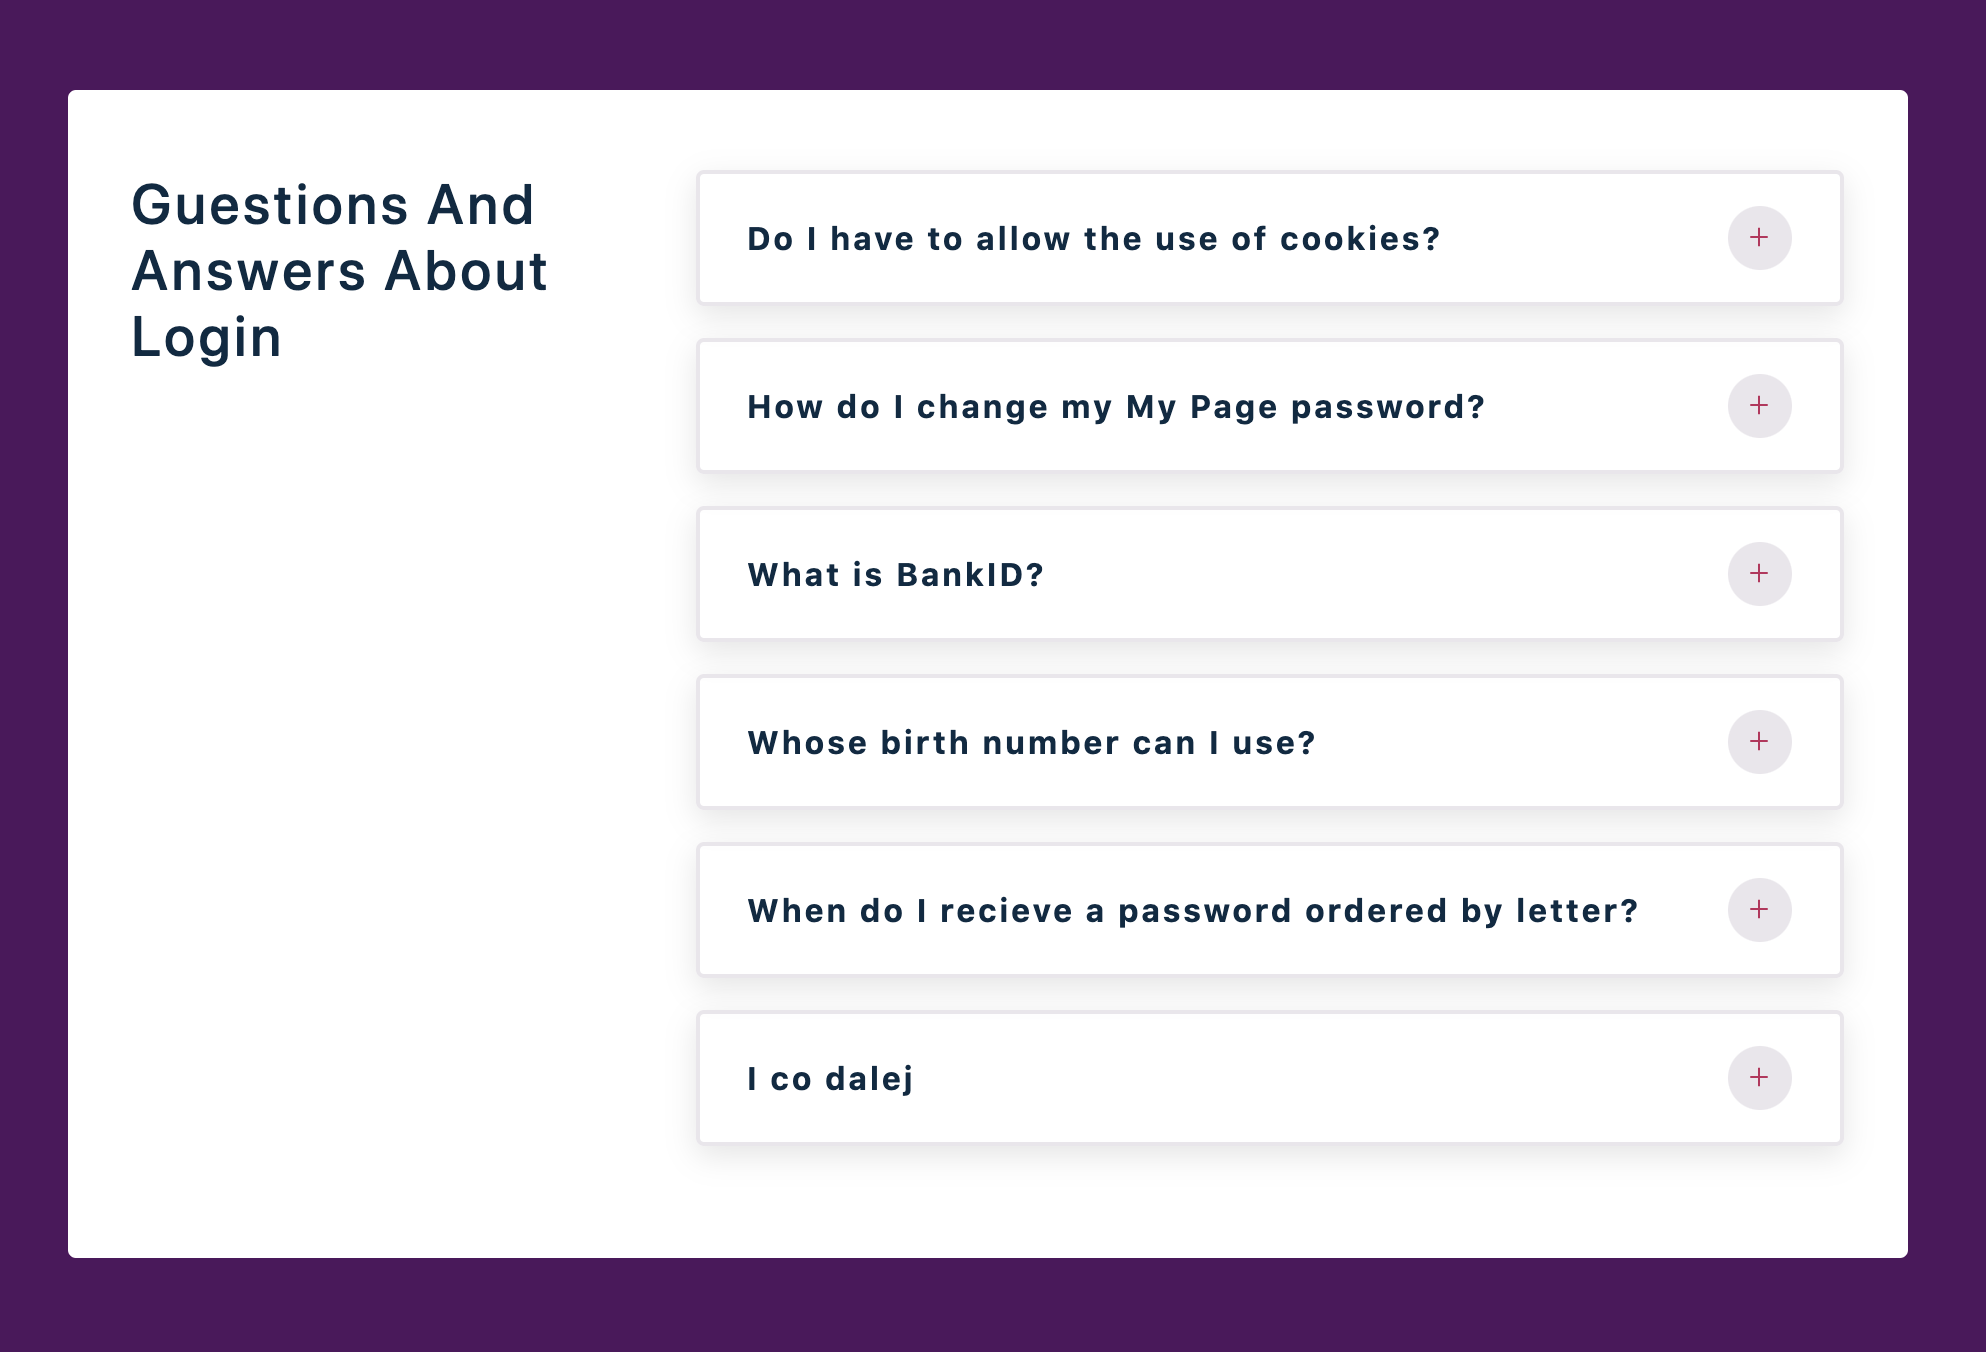 Guestions And
Answers About
Login
Do I have to allow the use of cookies?
How do I change my My Page password?
What is BankID?
Whose birth number can I use?
When do I recieve a password ordered by letter?
I co dalej